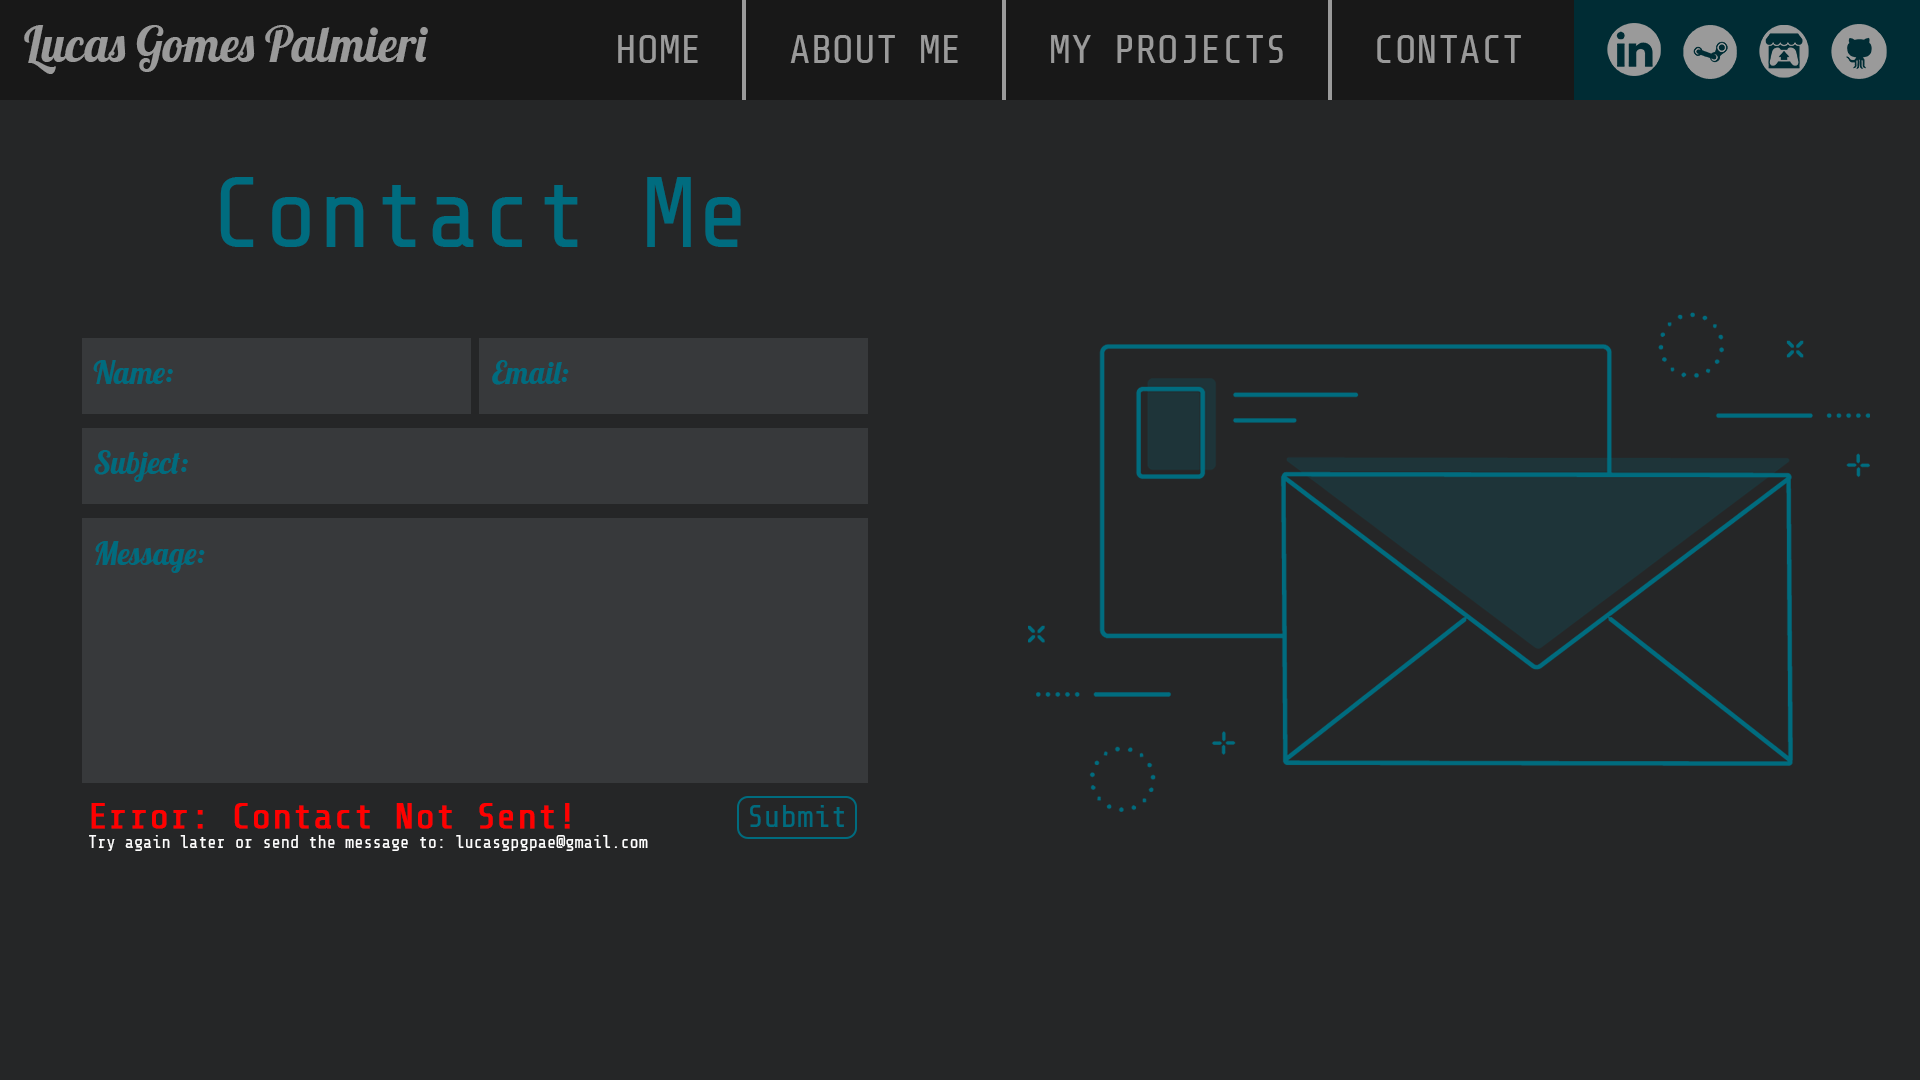 Lucas Gomes Palmieri
HOME
ABOUT ME
MY PROJECTS
CONTACT
in
Contact Me
Name:
Email:
Subject:
Message:
Error: Contact Not Sent!
Submit
Try again later or send the message to: lucasgpgpae@gmail.com